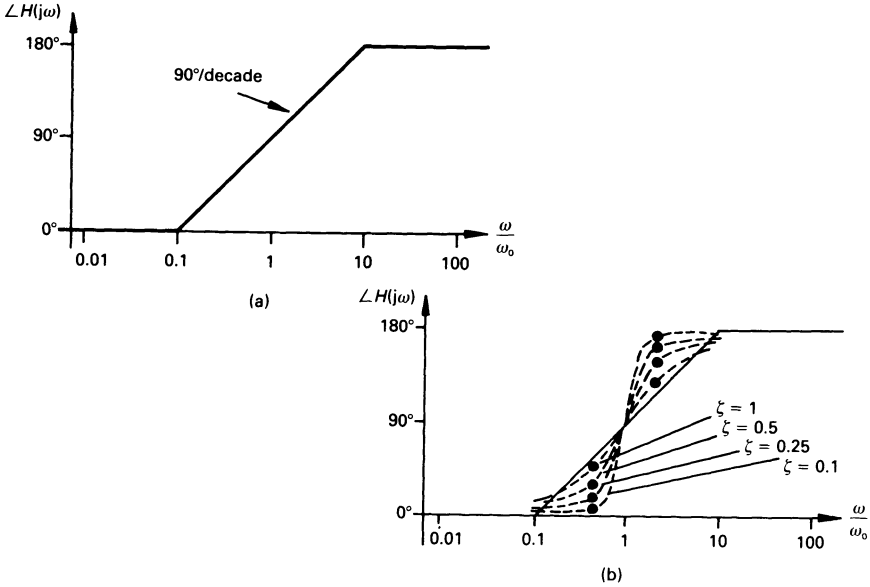 ∠H(jω)
180°
90°/decade
90°
0°
0.01 0.1 1 10 100
ω/ω₀
(a)
∠H(jω)
180°
ζ = 1
90°
ζ = 0.5
ζ = 0.25
ζ = 0.1
0°
0.01 0.1 1 10 100
ω/ω₀
(b)